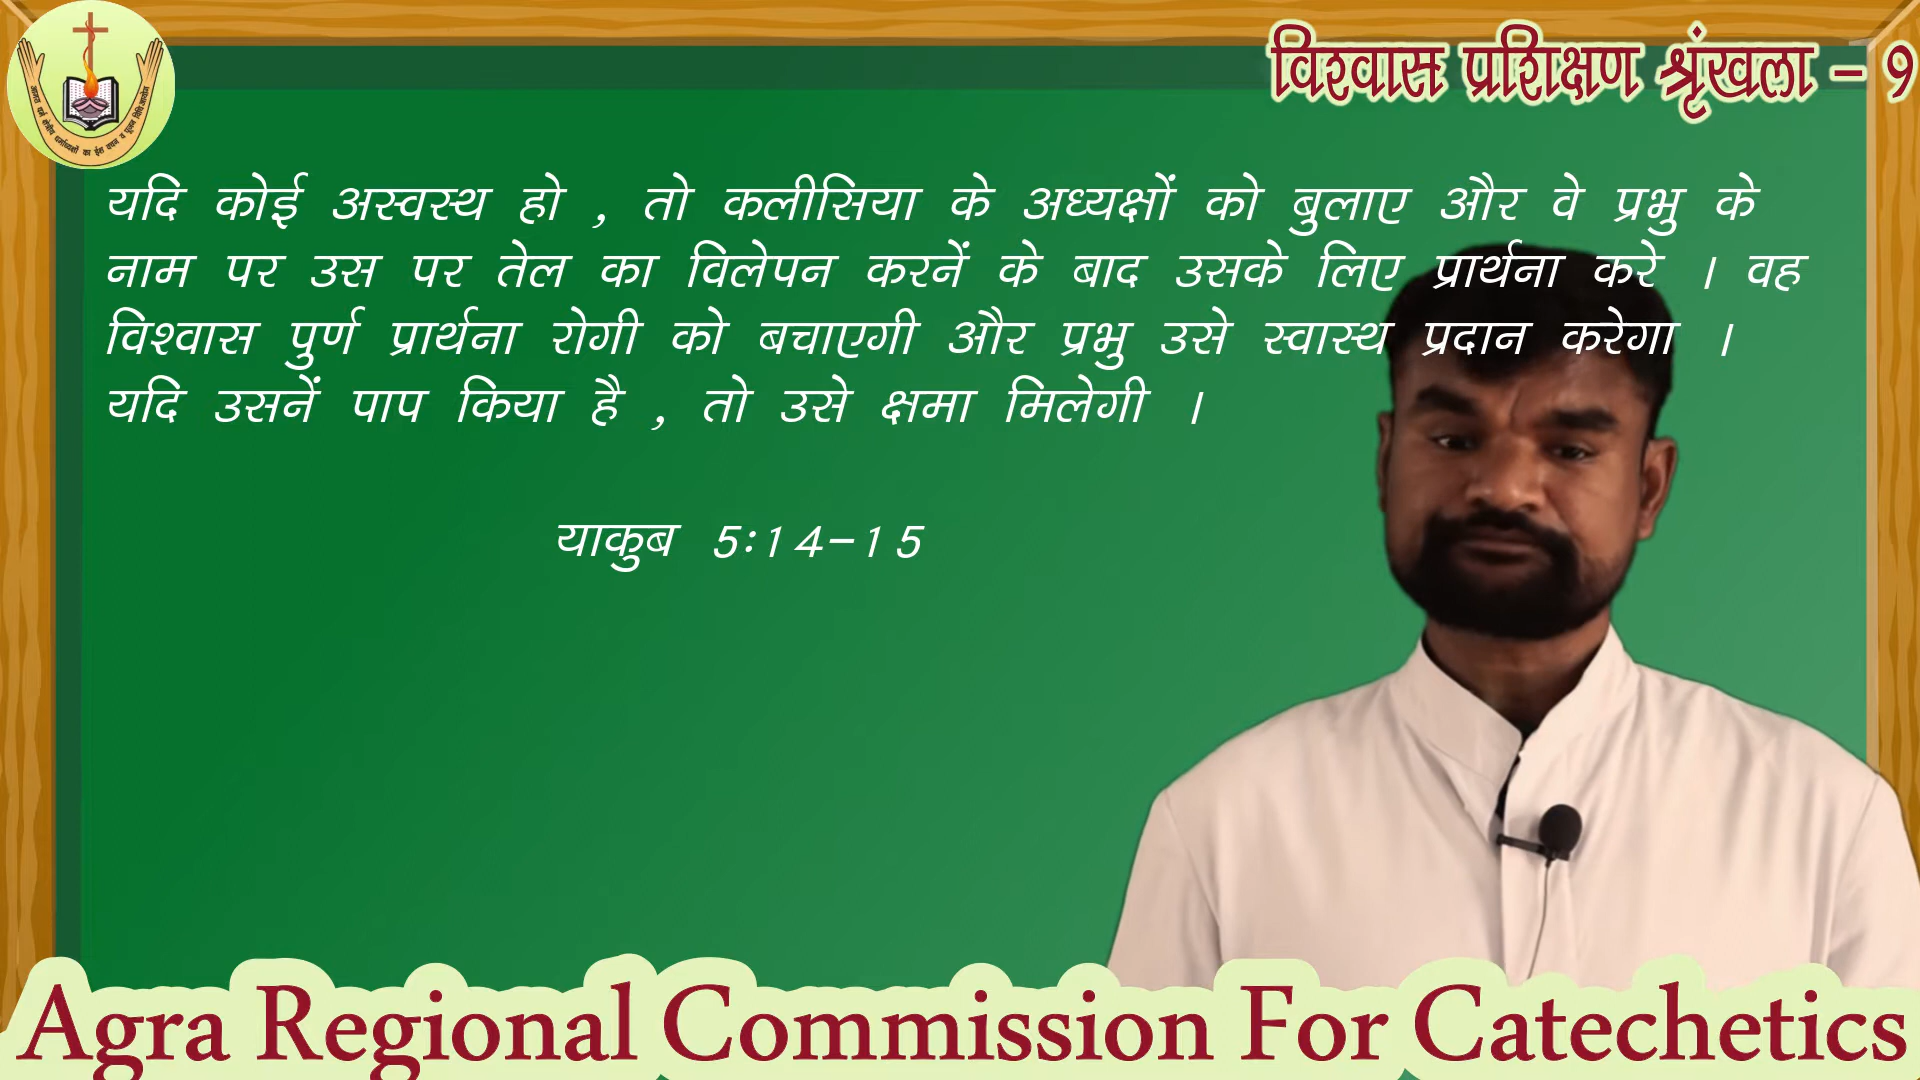 विश्वास प्रशिक्षण श्रृंखला - 9
यदि कोई अस्वस्थ हो , तो कलीसिया के अध्यक्षों को बुलाए और वे प्रभु के
नाम पर उस पर तेल का विलेपन करनें के बाद उसके लिए प्रार्थना करे । वह
विश्वास पुर्ण प्रार्थना रोगी को बचाएगी और प्रभु उसे स्वास्थ प्रदान करेगा ।
यदि उसनें पाप किया है , तो उसे क्षमा मिलेगी ।
याकुब 5:14-15
Agra Regional Commission For Catechetics